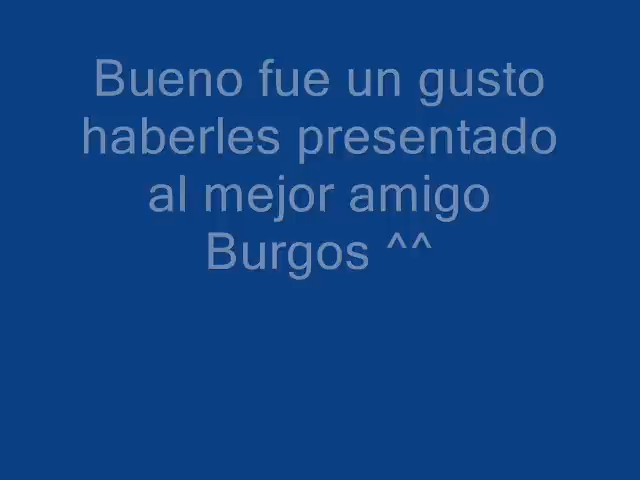 Bueno fue un gusto
haberles presentado
al mejor amigo
Burgos ^^